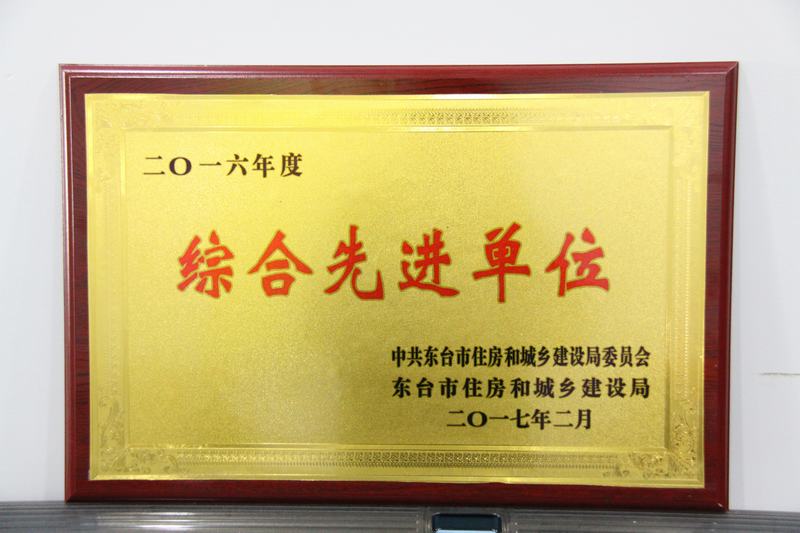 二〇一六年度
综合先进单位
中共东台市住房和城乡建设局委员会
东台市住房和城乡建设局
二〇一七年二月